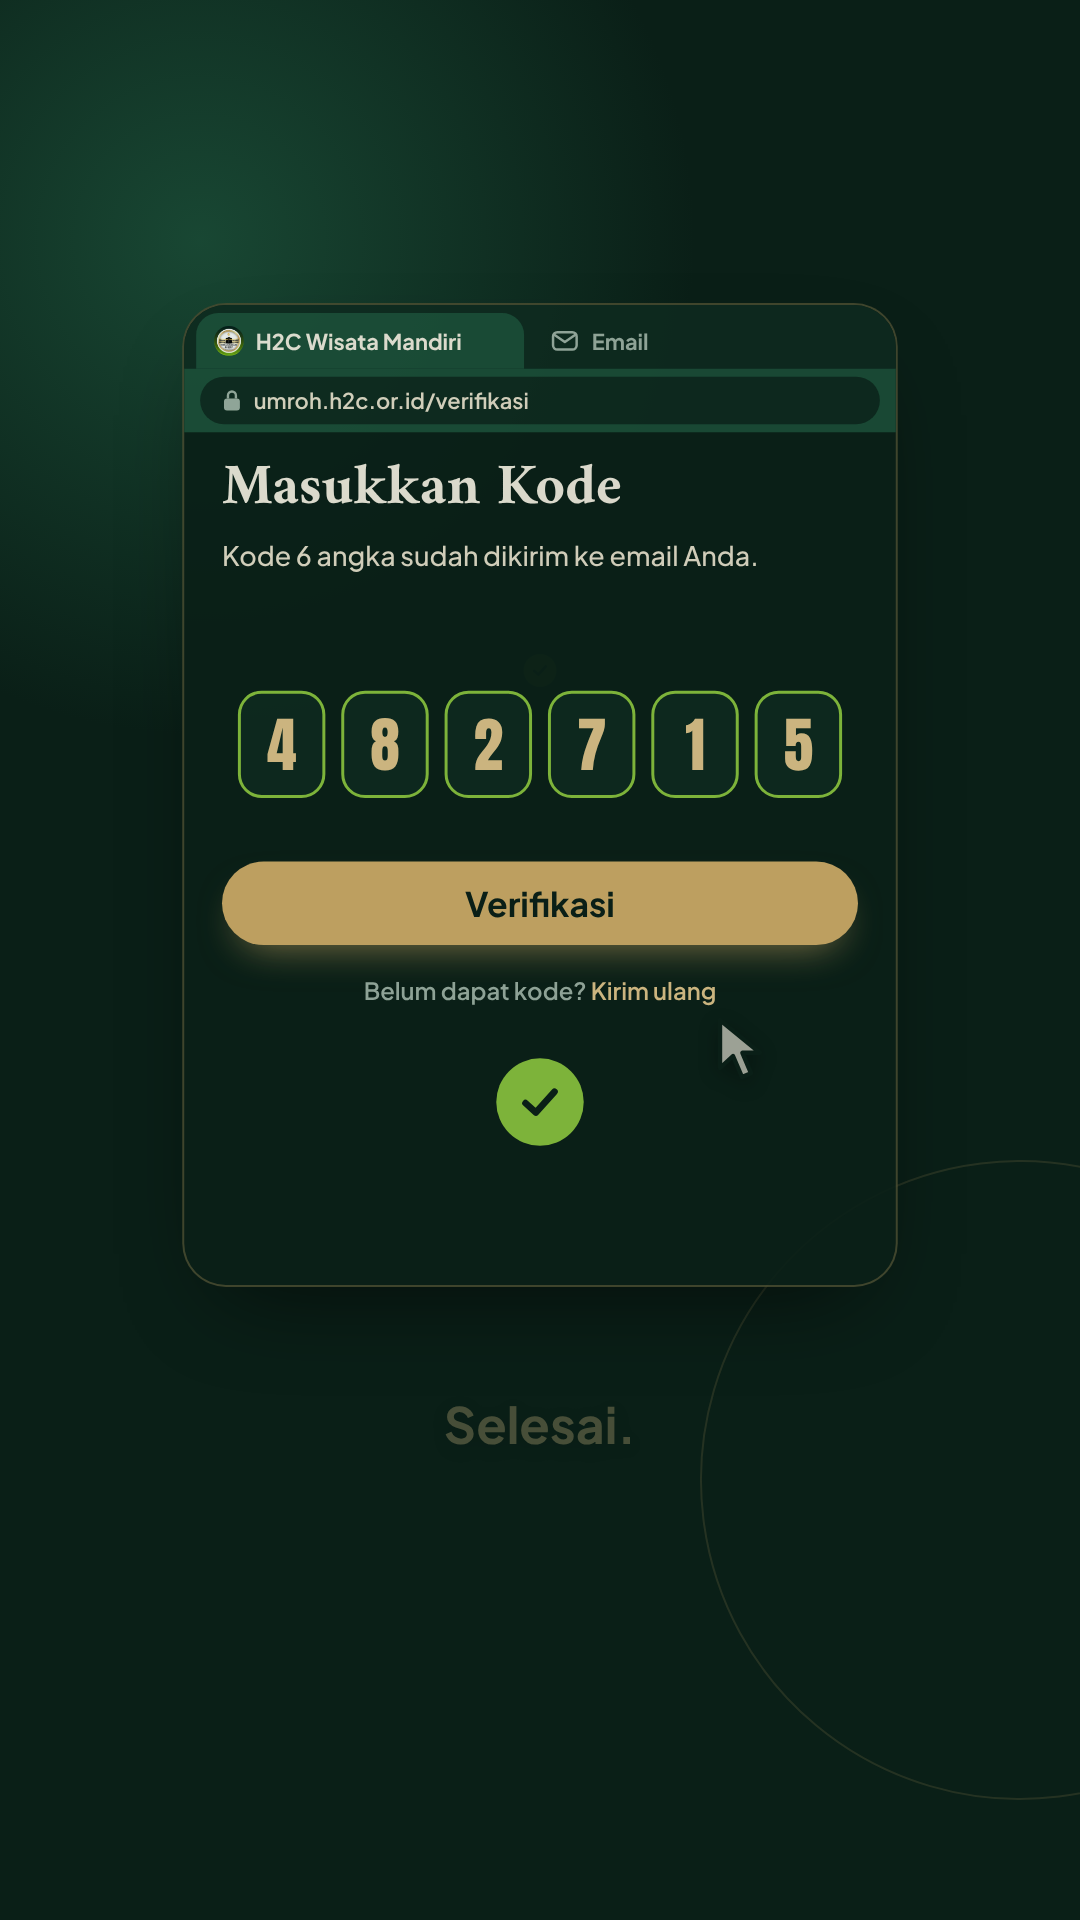 H2C Wisata Mandiri
Email
umroh.h2c.or.id/verifikasi
Masukkan Kode
Kode 6 angka sudah dikirim ke email Anda.
4 8 2 7 1 5
Verifikasi
Belum dapat kode? Kirim ulang
Selesai.